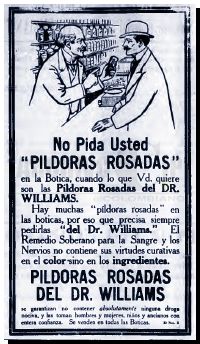 No Pida Usted
"PILDORAS ROSADAS"
en la Botica, cuando lo que Vd. quiere
son las Pildoras Rosadas del DR.
WILLIAMS.
Hay muchas "pildoras rosadas" en
las boticas, por eso que precisa siempre
pedirlas "del Dr. Williams." El
Remedio Soberano para la Sangre y los
Nervios no contiene sus virtudes curativas
en el color sino en los ingredientes.
PILDORAS ROSADAS
DEL DR. WILLIAMS
se garantizan no contener absolutamente ninguna droga
nociva, y las toman hombres y mujeres, niños y ancianos con
entera confianza. Se venden en todas las Boticas.